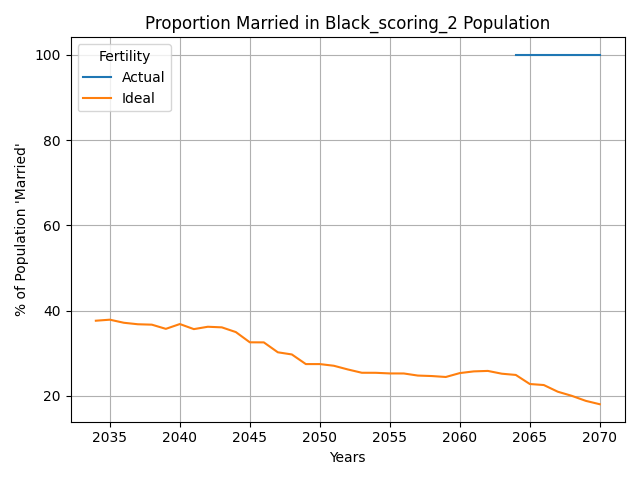 Proportion Married in Black_scoring_2 Population
Fertility
Actual
Ideal
% of Population 'Married'
100
80
60
40
20
2035 2040 2045 2050 2055 2060 2065 2070
Years